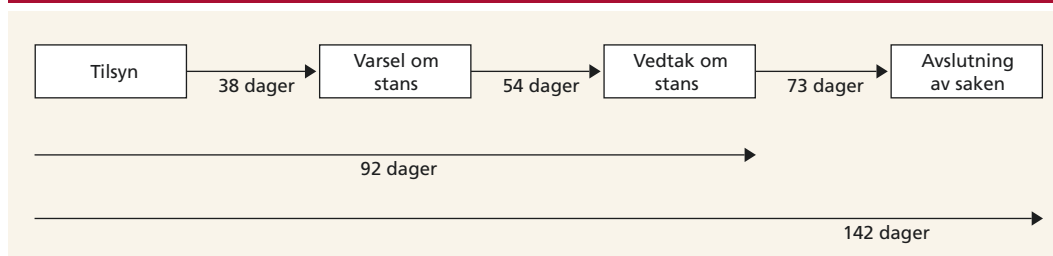 Tilsyn
38 dager
Varsel om
stans
54 dager
Vedtak om
stans
73 dager
Avslutning
av saken
92 dager
142 dager